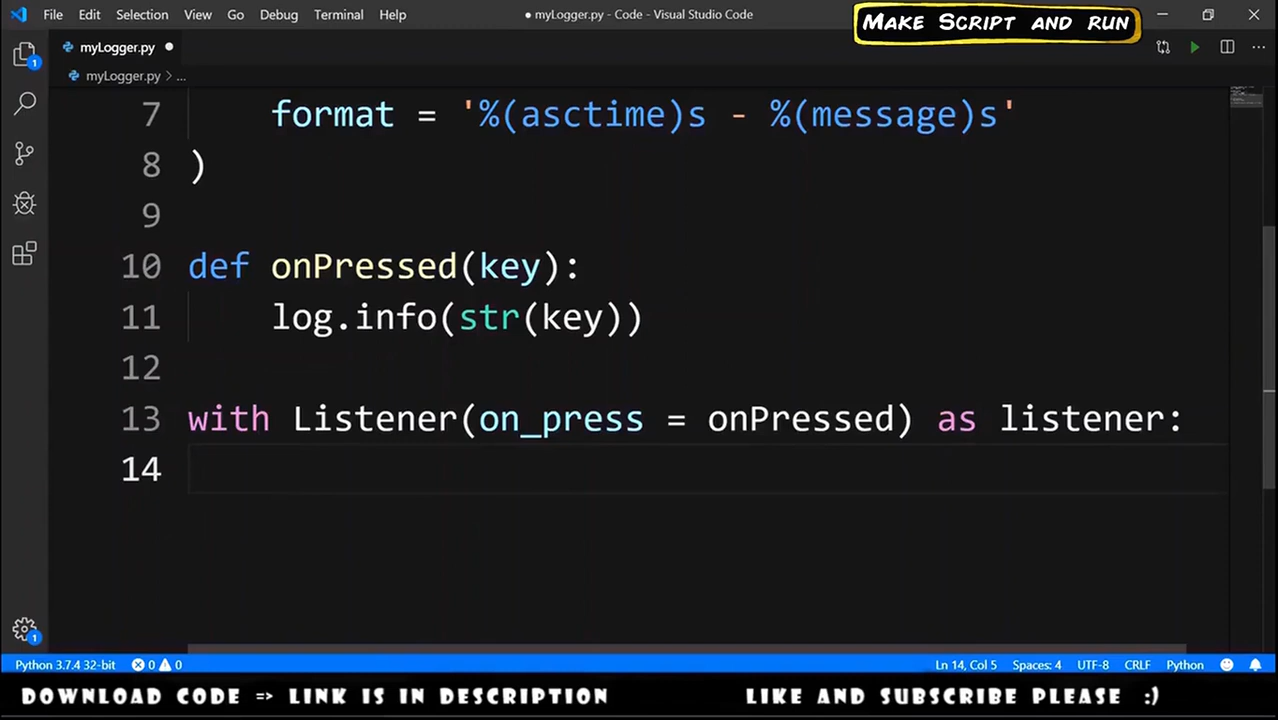 File Edit Selection View Go Debug Terminal Help
● myLogger.py - Code - Visual Studio Code
Make Script and run
myLogger.py ●
myLogger.py > ...
7 format = '%(asctime)s - %(message)s'
8 )
9
10 def onPressed(key):
11 log.info(str(key))
12
13 with Listener(on_press = onPressed) as listener:
14
1
1
Python 3.7.4 32-bit 0 0 Ln 14, Col 5 Spaces: 4 UTF-8 CRLF Python
DOWNLOAD CODE => LINK IS IN DESCRIPTION LIKE AND SUBSCRIBE PLEASE :)